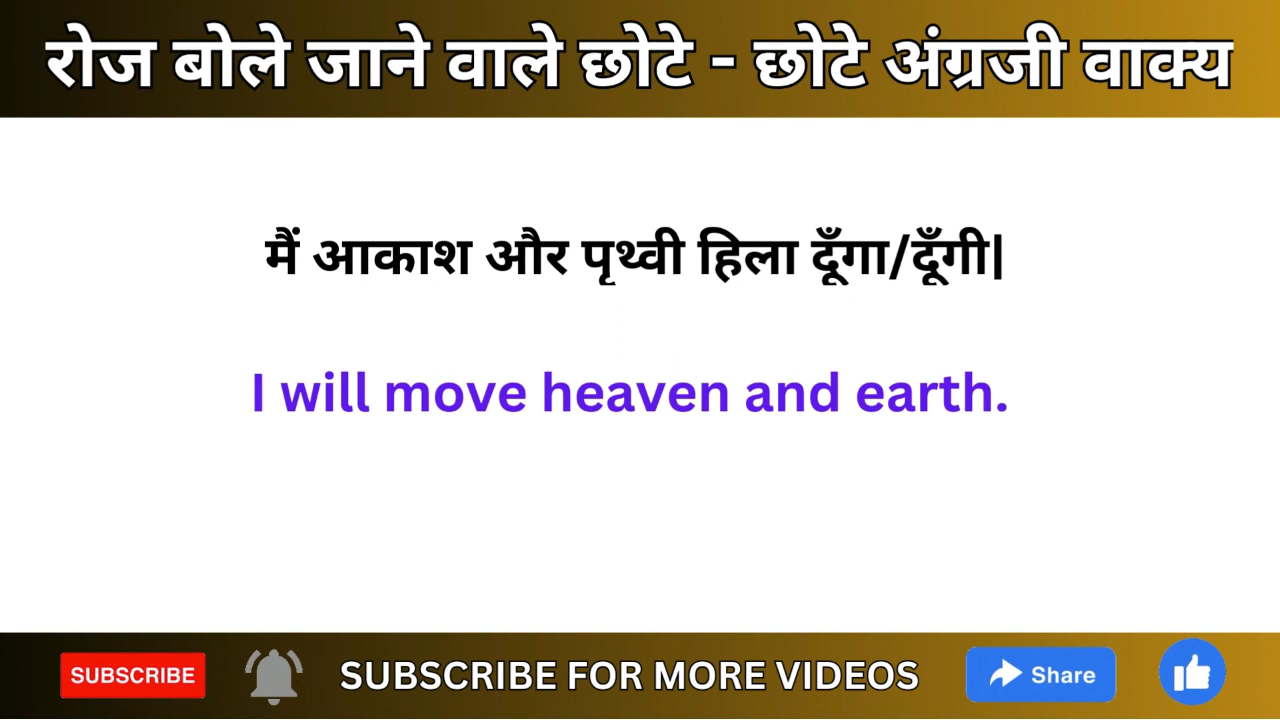 रोज बोले जाने वाले छोटे - छोटे अंग्रजी वाक्य
मैं आकाश और पृथ्वी हिला दूँगा/दूँगी|
I will move heaven and earth.
SUBSCRIBE
SUBSCRIBE FOR MORE VIDEOS
Share